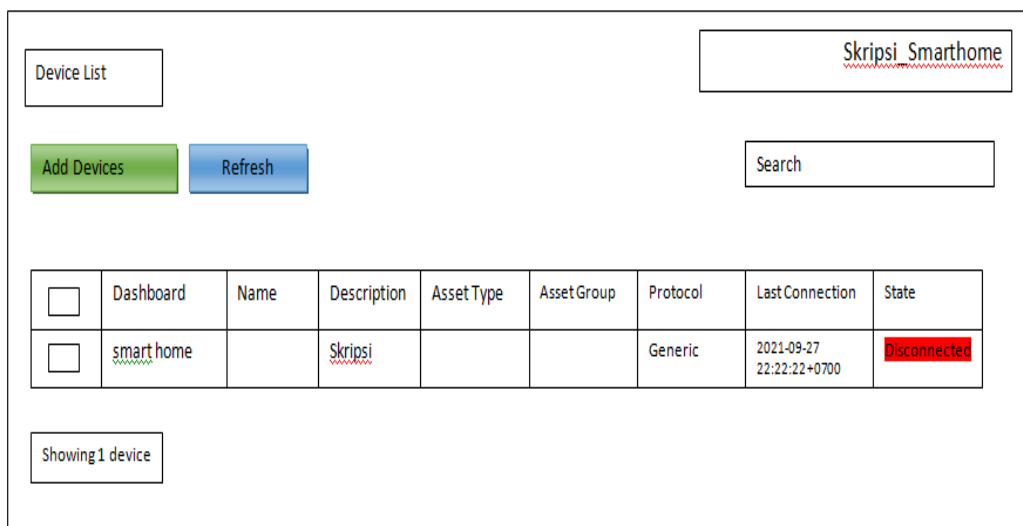 Device List
Skripsi_Smarthome
Add Devices
Refresh
Search
Dashboard
Name
Description
Asset Type
Asset Group
Protocol
Last Connection
State
smart home
Skripsi
Generic
2021-09-27
22:22:22+0700
Disconnected
Showing 1 device